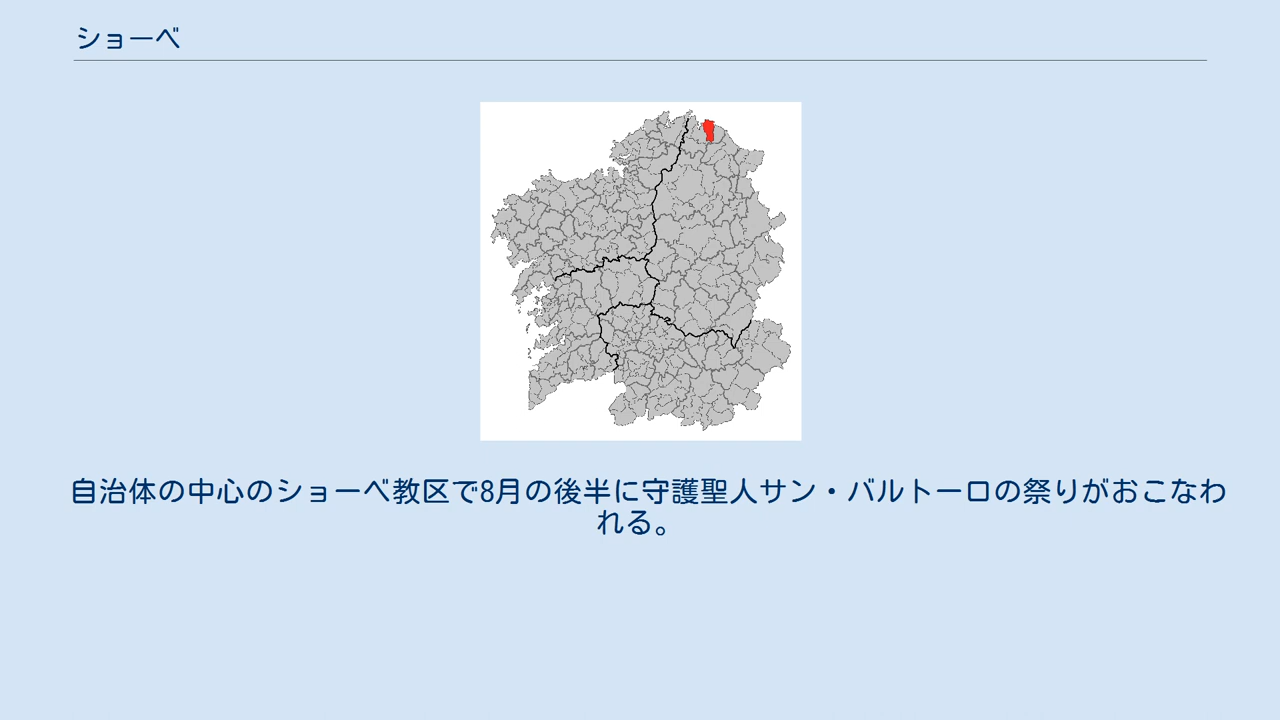 ショーベ
自治体の中心のショーベ教区で8月の後半に守護聖人サン・バルトーロの祭りがおこなわ
れる。